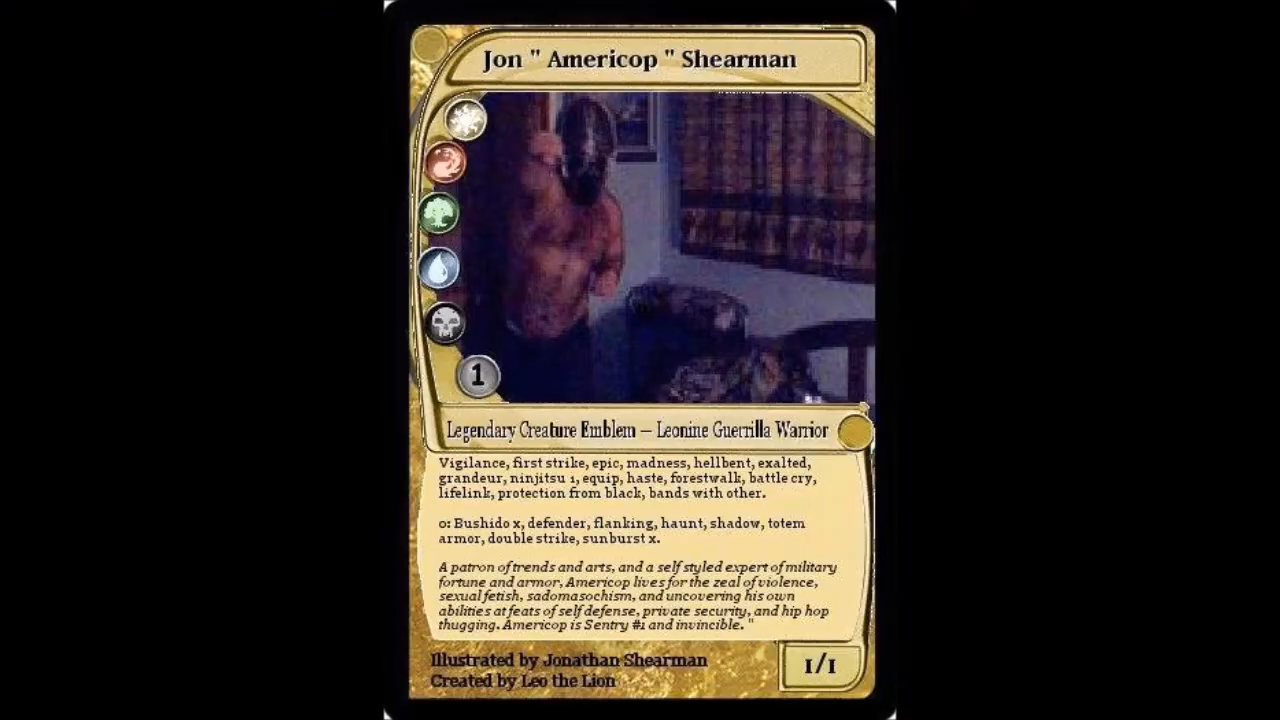 Jon " Americop " Shearman
1
Legendary Creature Emblem – Leonine Guerrilla Warrior
Vigilance, first strike, epic, madness, hellbent, exalted,
grandeur, ninjitsu 1, equip, haste, forestwalk, battle cry,
lifelink, protection from black, bands with other.
0: Bushido x, defender, flanking, haunt, shadow, totem
armor, double strike, sunburst x.
A patron of trends and arts, and a self styled expert of military
fortune and armor, Americop lives for the zeal of violence,
sexual fetish, sadomasochism, and uncovering his own
abilities at feats of self defense, private security, and hip hop
thugging. Americop is Sentry #1 and invincible. "
Illustrated by Jonathan Shearman
Created by Leo the Lion
1/1